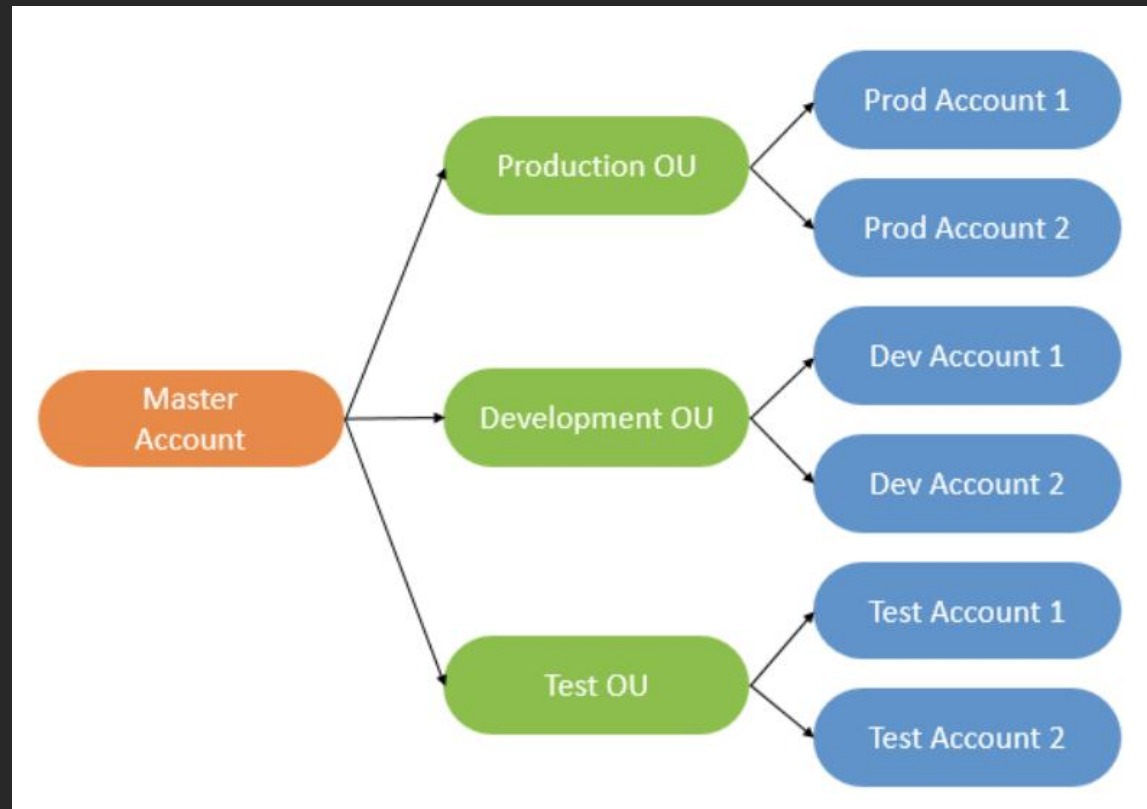 Master
Account
Production OU
Development OU
Test OU
Prod Account 1
Prod Account 2
Dev Account 1
Dev Account 2
Test Account 1
Test Account 2